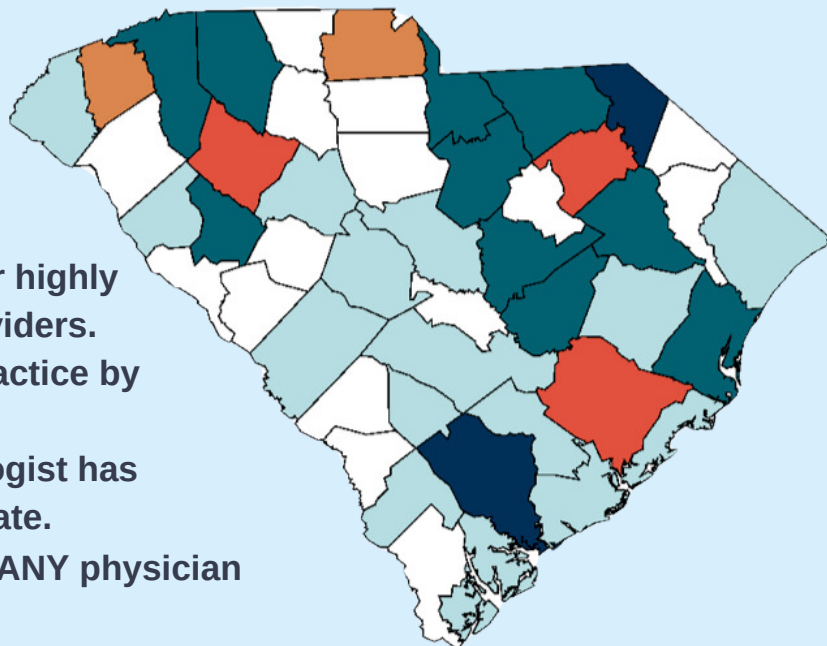 r highly
viders.
actice by
ogist has
ate.
ANY physician